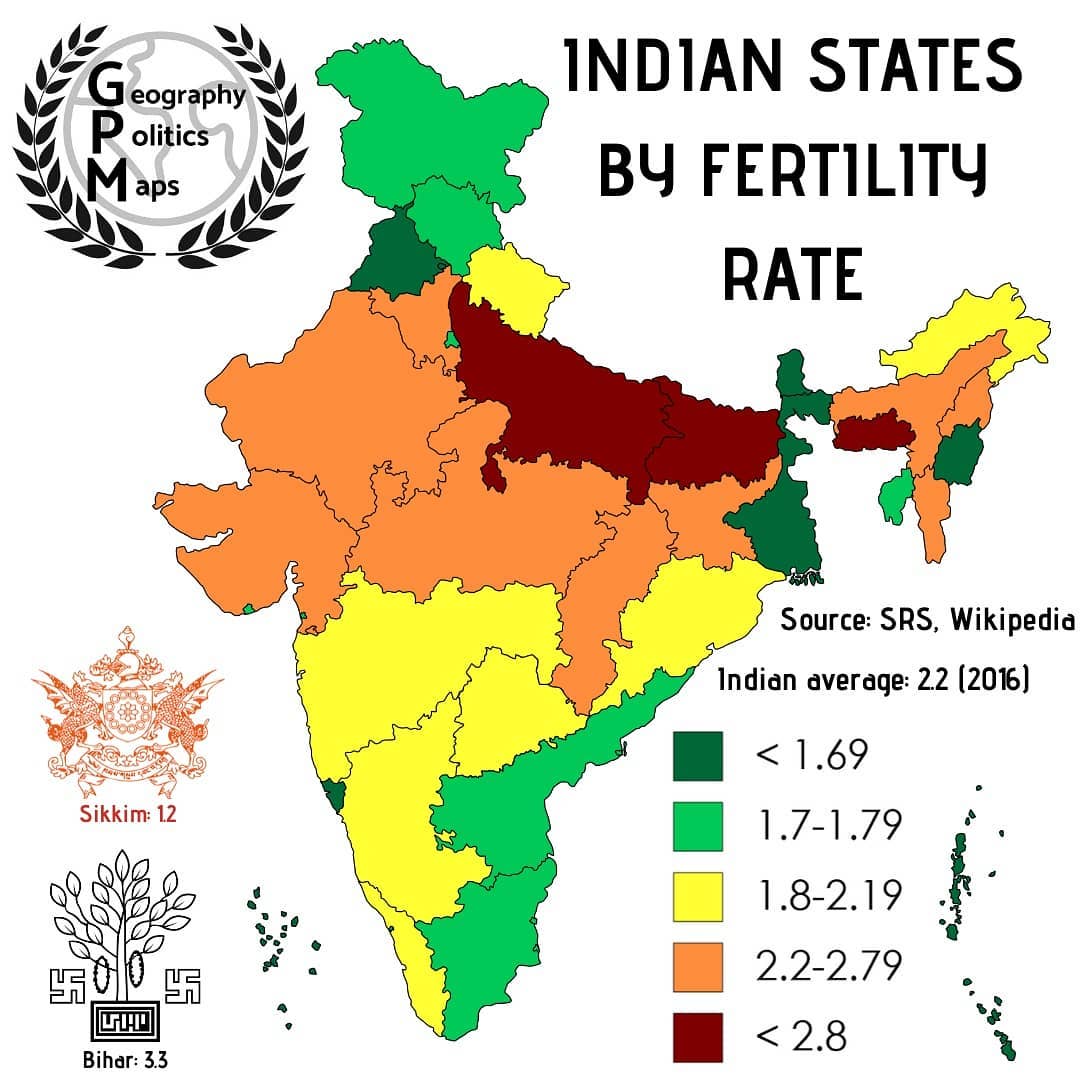 Geography
Politics
Maps
INDIAN STATES
BY FERTILITY
RATE
Source: SRS, Wikipedia
Indian average: 2.2 (2016)
< 1.69
1.7-1.79
1.8-2.19
2.2-2.79
< 2.8
Sikkim: 1.2
Bihar: 3.3